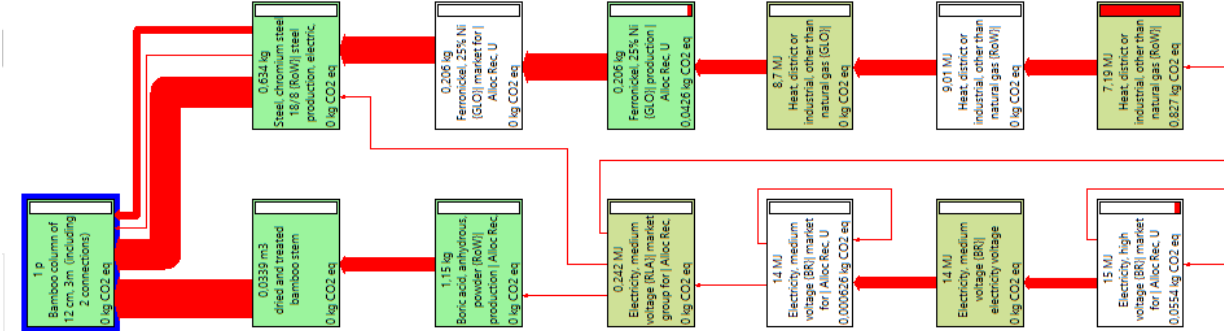 1 p
Bamboo column of
12 cm, 3m (including
2 connections)
0 kg CO2 eq
0,634 kg
Steel, chromium steel
18/8 {RoW}| steel
production, electric
0 kg CO2 eq
0,206 kg
Ferronickel, 25% Ni
{GLO}| market for |
Alloc Rec, U
0 kg CO2 eq
0,206 kg
Ferronickel, 25% Ni
{GLO}| production |
Alloc Rec, U
0,0426 kg CO2 eq
8,7 MJ
Heat, district or
industrial, other than
natural gas {GLO}|
0 kg CO2 eq
9,01 MJ
Heat, district or
industrial, other than
natural gas {RoW}|
0 kg CO2 eq
7,19 MJ
Heat, district or
industrial, other than
natural gas {RoW}|
0,827 kg CO2 eq
0,0339 m3
dried and treated
bamboo stem
0 kg CO2 eq
1,15 kg
Boric acid, anhydrous,
powder {RoW}|
production | Alloc Rec,
0 kg CO2 eq
0,242 MJ
Electricity, medium
voltage {RLA}| market
group for | Alloc Rec,
0 kg CO2 eq
14 MJ
Electricity, medium
voltage {BR}| market
for | Alloc Rec, U
0,000626 kg CO2 eq
14 MJ
Electricity, medium
voltage {BR}|
electricity voltage
0 kg CO2 eq
15 MJ
Electricity, high
voltage {BR}| market
for | Alloc Rec, U
0,0554 kg CO2 eq